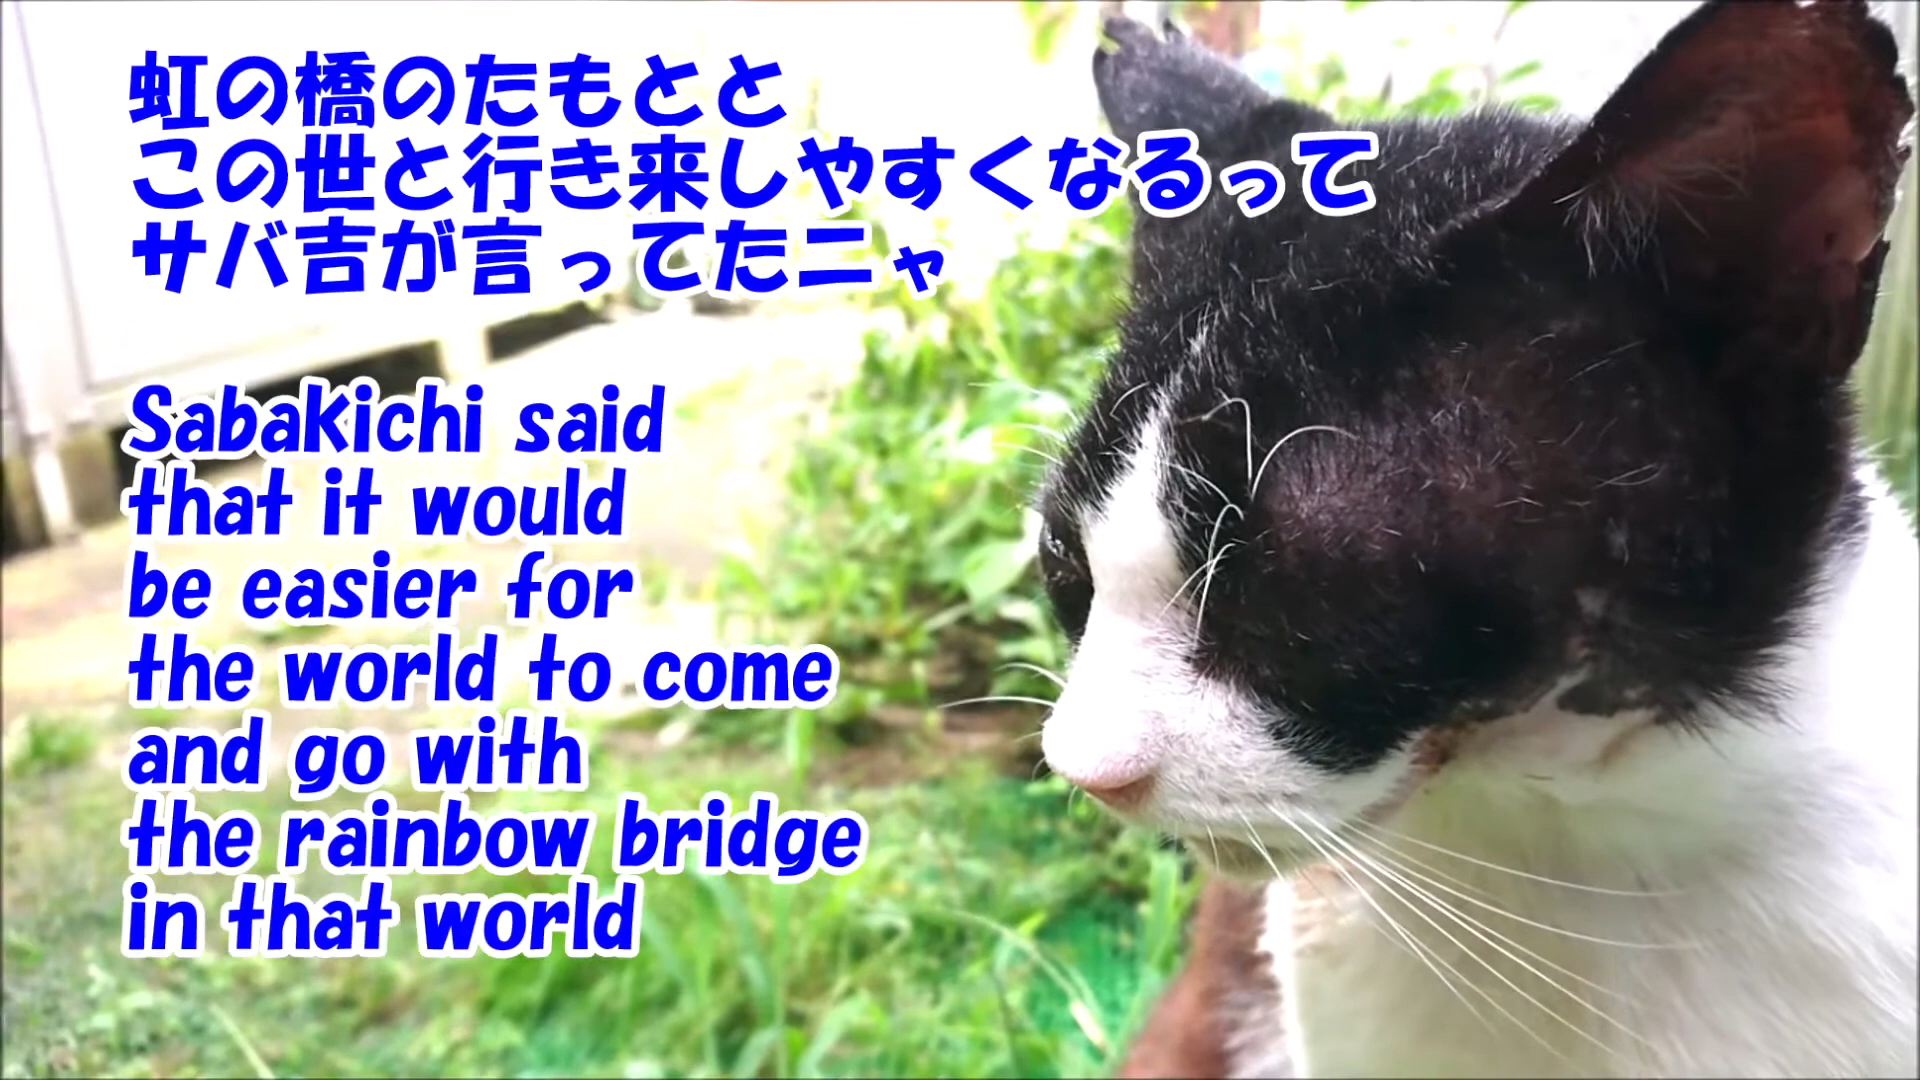 虹の橋のたもとと
この世と行き来しやすくなるって
サバ吉が言ってたニャ
Sabakichi said
that it would
be easier for
the world to come
and go with
the rainbow bridge
in that world